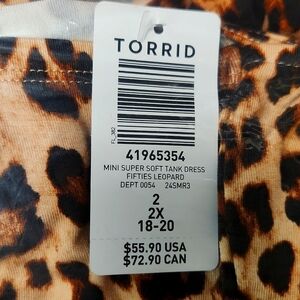 TORRID
FL_3R2
41965354
MINI SUPER SOFT TANK DRESS
FIFTIES LEOPARD
DEPT 0054 24SMR3
2
2X
18-20
$55.90 USA
$72.90 CAN